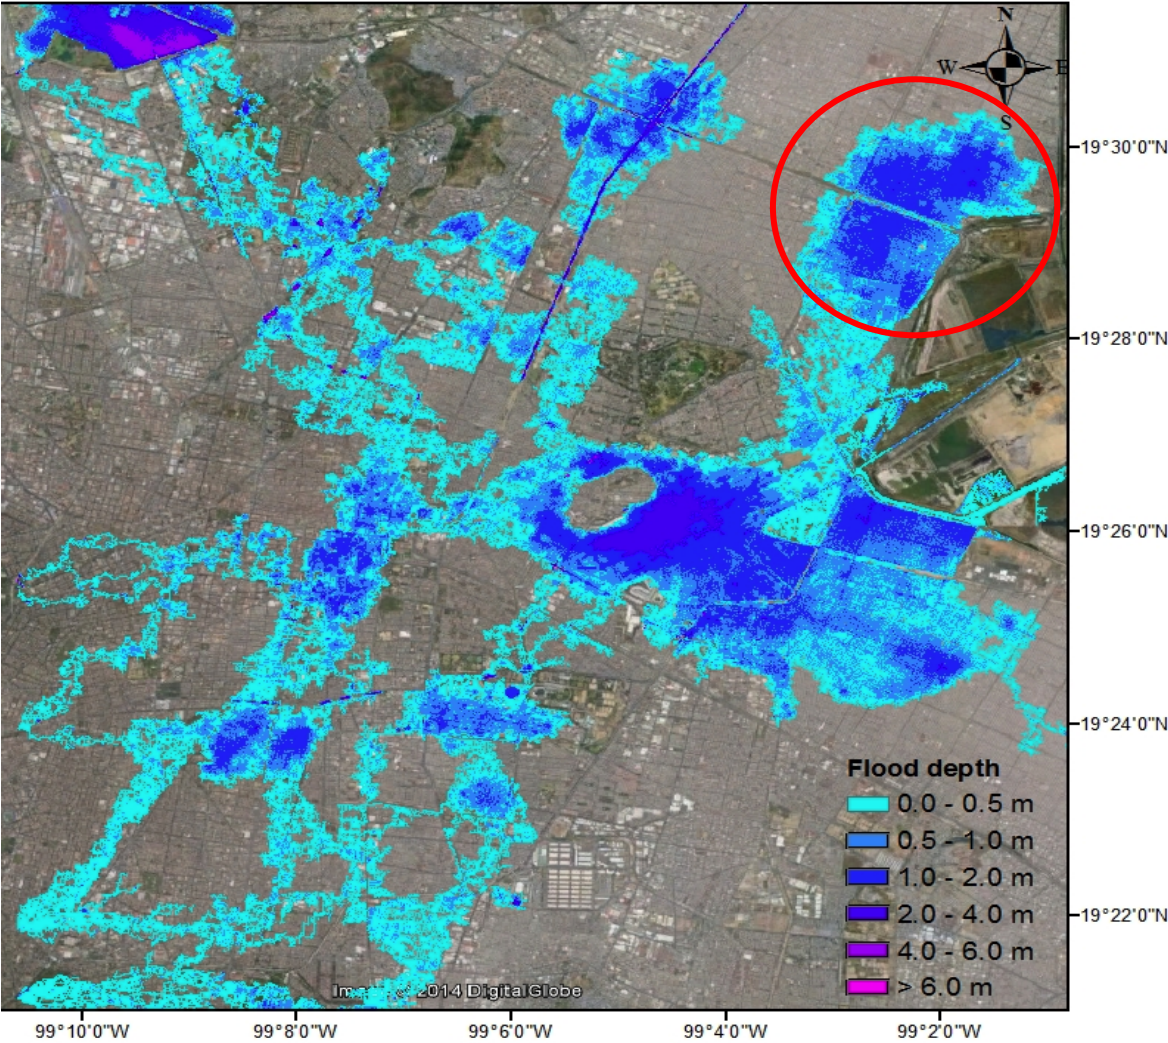 N
W
E
S
19°30'0"N
19°28'0"N
19°26'0"N
19°24'0"N
19°22'0"N
Flood depth
0.0 - 0.5 m
0.5 - 1.0 m
1.0 - 2.0 m
2.0 - 4.0 m
4.0 - 6.0 m
> 6.0 m
2014 DigitalGlobe
99°10'0"W
99°8'0"W
99°6'0"W
99°4'0"W
99°2'0"W